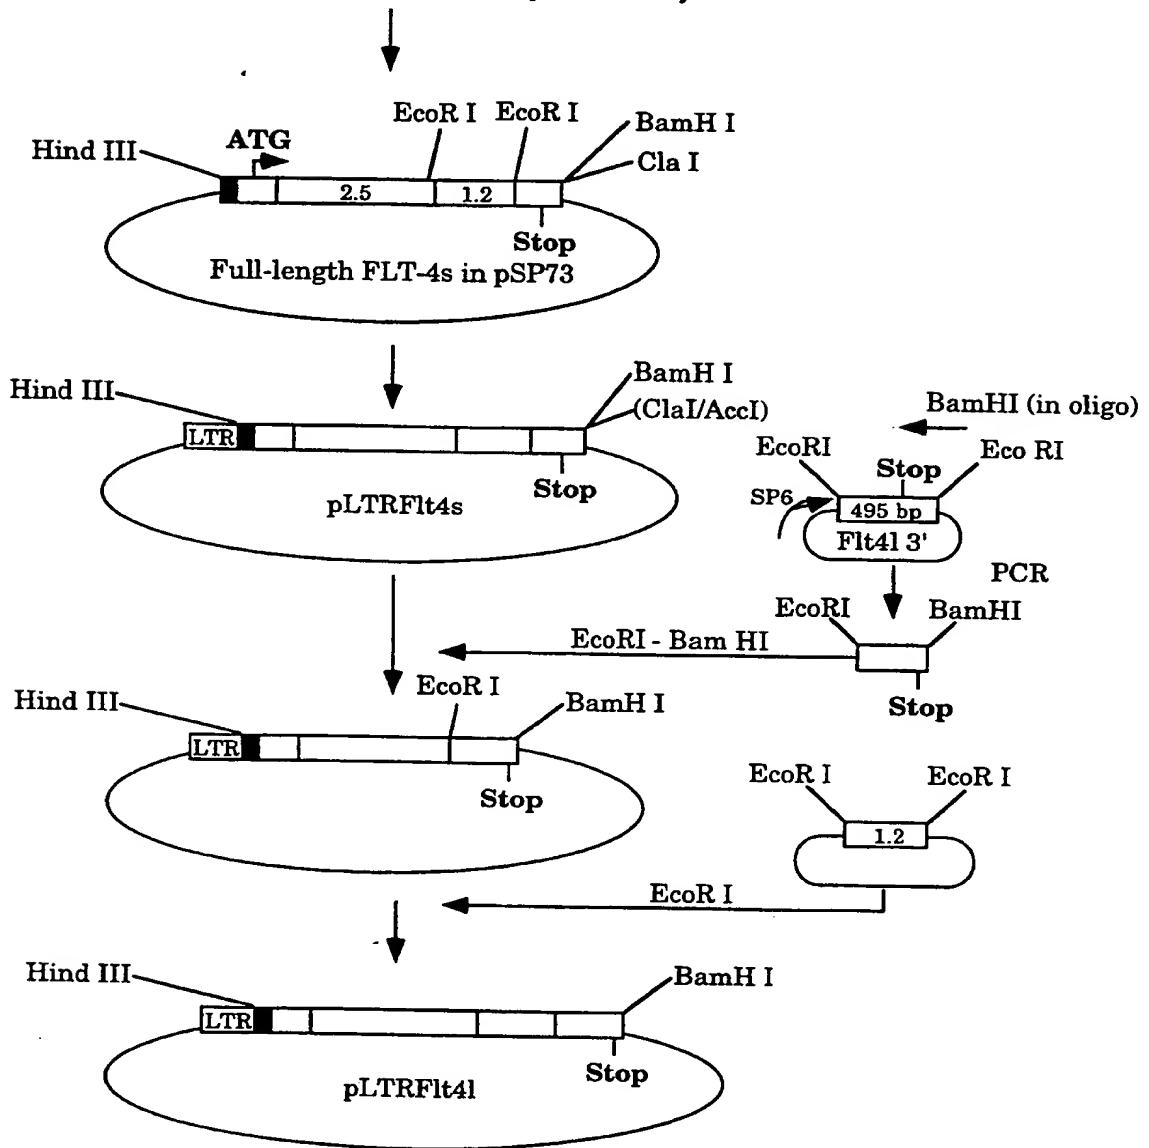 EcoR I EcoR I
BamH I
ATG
Hind III
Cla I
2.5 1.2
Stop
Full-length FLT-4s in pSP73
BamH I
Hind III
(ClaI/AccI)
BamHI (in oligo)
LTR
EcoRI
Eco RI
Stop
Stop
SP6
495 bp
pLTRFlt4s
Flt4l 3'
PCR
EcoRI BamHI
EcoRI - Bam HI
EcoR I
Hind III
BamH I
Stop
LTR
EcoR I EcoR I
Stop
1.2
EcoR I
Hind III
BamH I
LTR
Stop
pLTRFlt4l